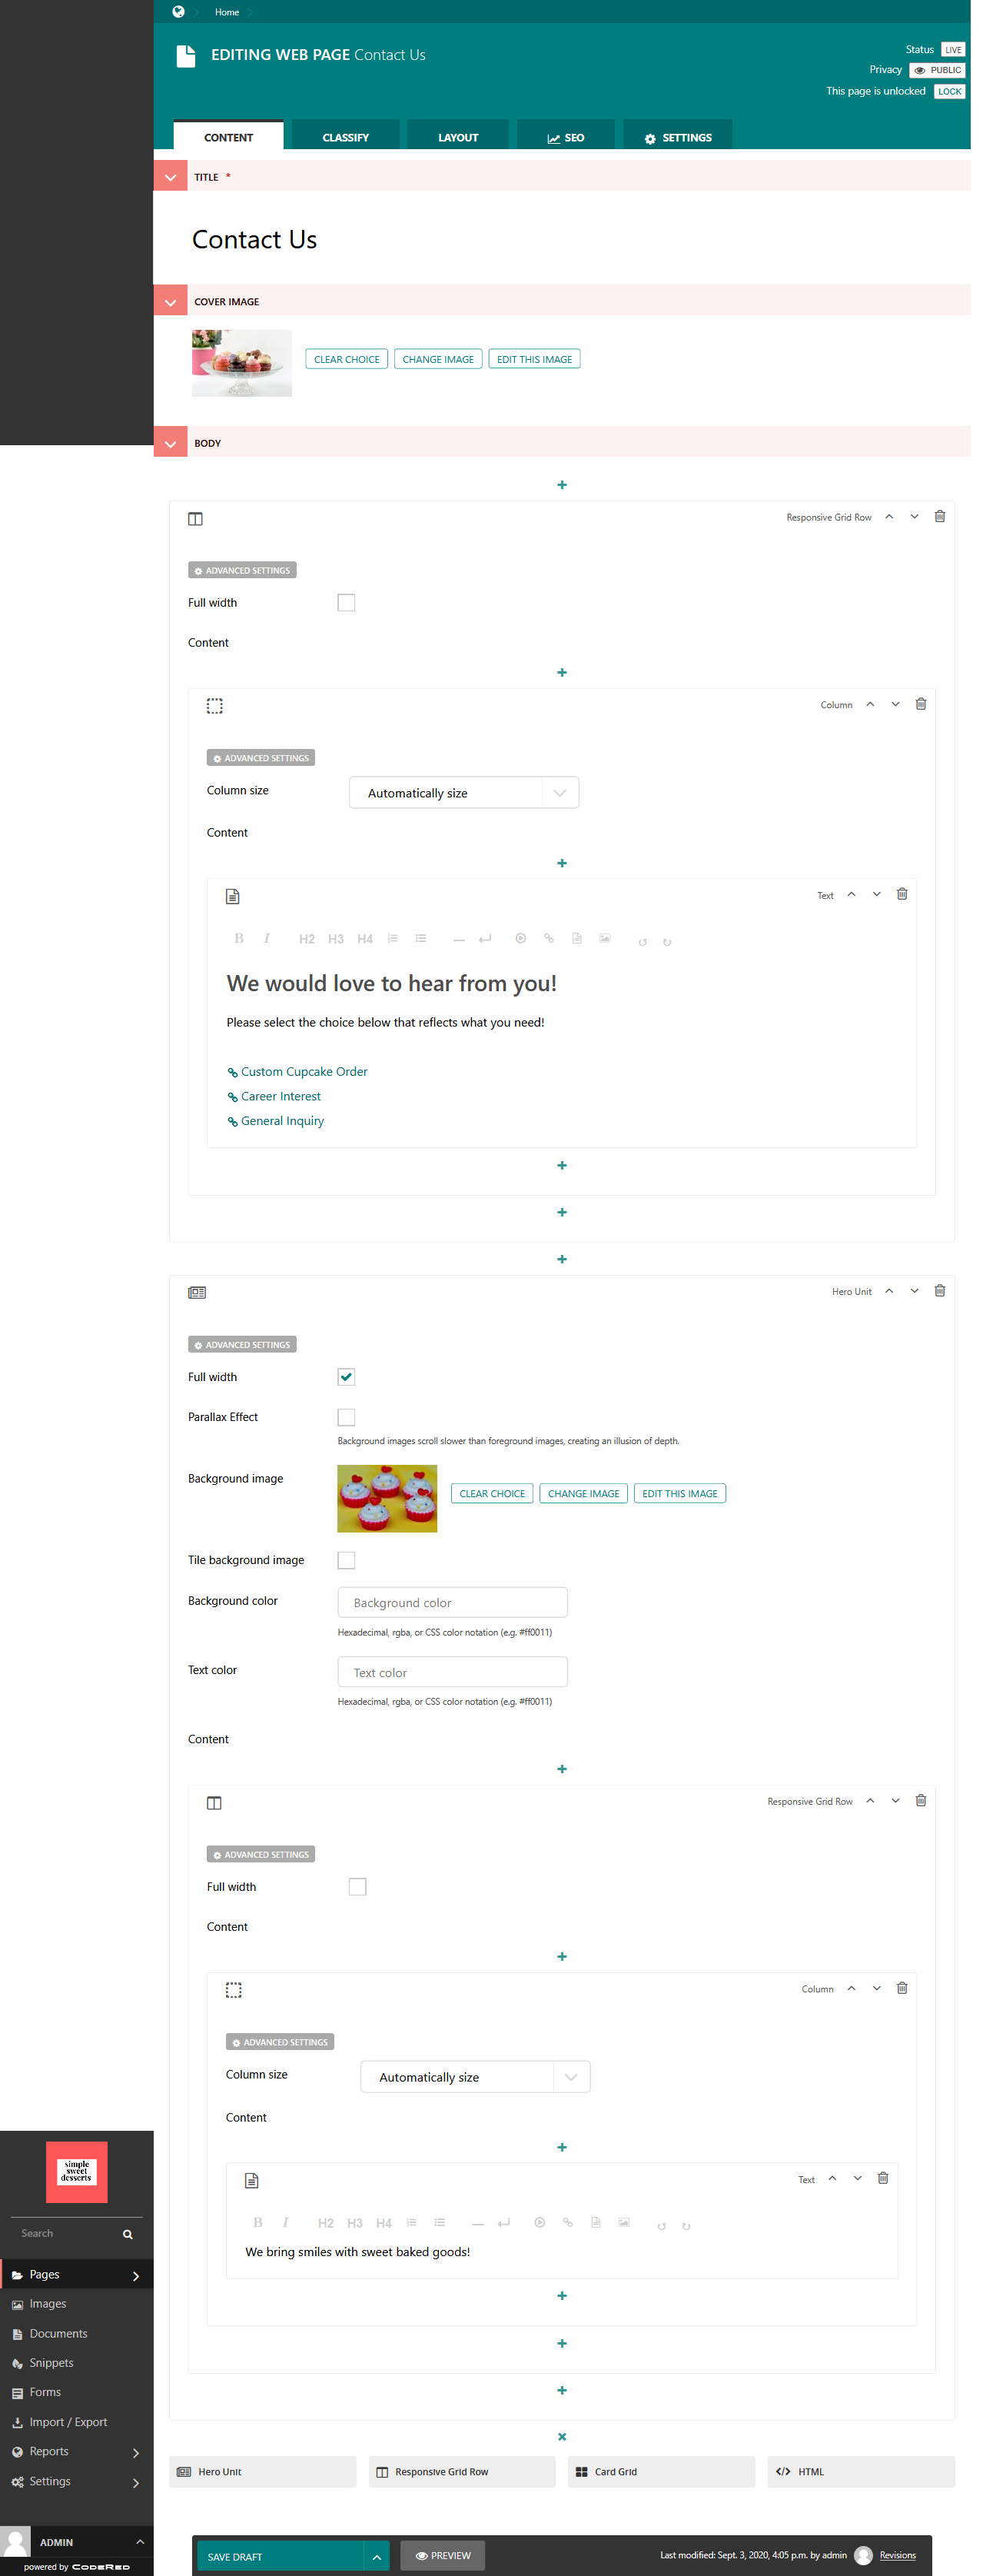 Home
EDITING WEB PAGE Contact Us
Status LIVE
Privacy PUBLIC
This page is unlocked LOCK
CONTENT CLASSIFY LAYOUT SEO SETTINGS
TITLE *
Contact Us
COVER IMAGE
CLEAR CHOICE CHANGE IMAGE EDIT THIS IMAGE
BODY
Responsive Grid Row
ADVANCED SETTINGS
Full width
Content
Column
ADVANCED SETTINGS
Column size Automatically size
Content
Text
B I H2 H3 H4
We would love to hear from you!
Please select the choice below that reflects what you need!
Custom Cupcake Order
Career Interest
General Inquiry
Hero Unit
ADVANCED SETTINGS
Full width
Parallax Effect
Background images scroll slower than foreground images, creating an illusion of depth.
Background image CLEAR CHOICE CHANGE IMAGE EDIT THIS IMAGE
Tile background image
Background color Background color
Hexadecimal, rgba, or CSS color notation (e.g. #ff0011)
Text color Text color
Hexadecimal, rgba, or CSS color notation (e.g. #ff0011)
Content
Responsive Grid Row
ADVANCED SETTINGS
Full width
Content
Column
ADVANCED SETTINGS
Column size Automatically size
Content
Text
B I H2 H3 H4
We bring smiles with sweet baked goods!
Hero Unit Responsive Grid Row Card Grid HTML
SAVE DRAFT PREVIEW Last modified: Sept. 3, 2020, 4:05 p.m. by admin Revisions
simple
sweet
desserts
Search
Pages
Images
Documents
Snippets
Forms
Import / Export
Reports
Settings
ADMIN
powered by CODERED